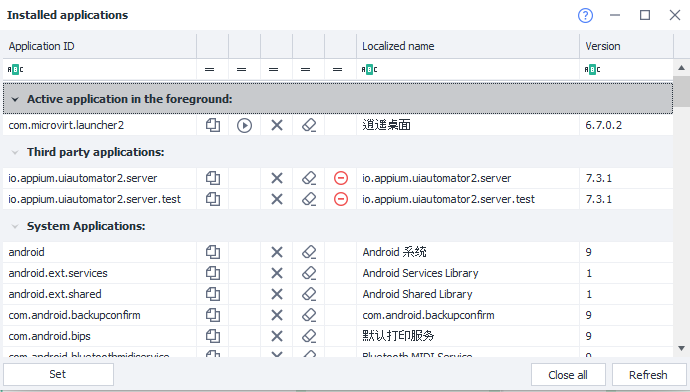 Installed applications
Application ID Localized name Version
ABC = = = = = ABC ABC
Active application in the foreground:
com.microvirt.launcher2 逍遥桌面 6.7.0.2
Third party applications:
io.appium.uiautomator2.server io.appium.uiautomator2.server 7.3.1
io.appium.uiautomator2.server.test io.appium.uiautomator2.server.test 7.3.1
System Applications:
android Android 系统 9
android.ext.services Android Services Library 1
android.ext.shared Android Shared Library 1
com.android.backupconfirm com.android.backupconfirm 9
com.android.bips 默认打印服务 9
com.android.bluetoothmidiservice Bluetooth MIDI Service 9
Set Close all Refresh